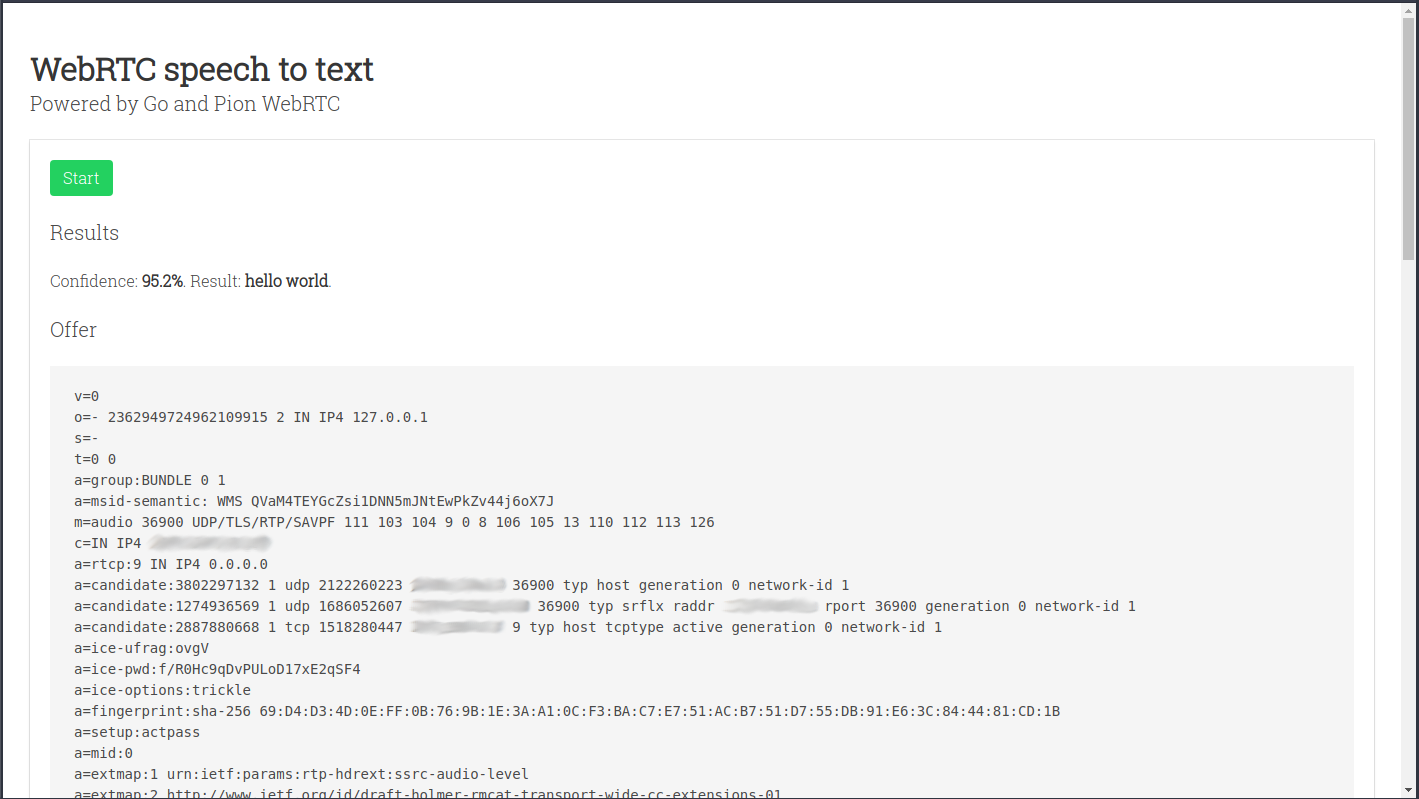 WebRTC speech to text
Powered by Go and Pion WebRTC
Start
Results
Confidence: 95.2%. Result: hello world.
Offer
v=0
o=- 2362949724962109915 2 IN IP4 127.0.0.1
s=-
t=0 0
a=group:BUNDLE 0 1
a=msid-semantic: WMS QVaM4TEYGcZsi1DNN5mJNtEwPkZv44j6oX7J
m=audio 36900 UDP/TLS/RTP/SAVPF 111 103 104 9 0 8 106 105 13 110 112 113 126
c=IN IP4
a=rtcp:9 IN IP4 0.0.0.0
a=candidate:3802297132 1 udp 2122260223 36900 typ host generation 0 network-id 1
a=candidate:1274936569 1 udp 1686052607 36900 typ srflx raddr rport 36900 generation 0 network-id 1
a=candidate:2887880668 1 tcp 1518280447 9 typ host tcptype active generation 0 network-id 1
a=ice-ufrag:ovgV
a=ice-pwd:f/R0Hc9qDvPULoD17xE2qSF4
a=ice-options:trickle
a=fingerprint:sha-256 69:D4:D3:4D:0E:FF:0B:76:9B:1E:3A:A1:0C:F3:BA:C7:E7:51:AC:B7:51:D7:55:DB:91:E6:3C:84:44:81:CD:1B
a=setup:actpass
a=mid:0
a=extmap:1 urn:ietf:params:rtp-hdrext:ssrc-audio-level
a=extmap:2 http://www.ietf.org/id/draft-holmer-rmcat-transport-wide-cc-extensions-01